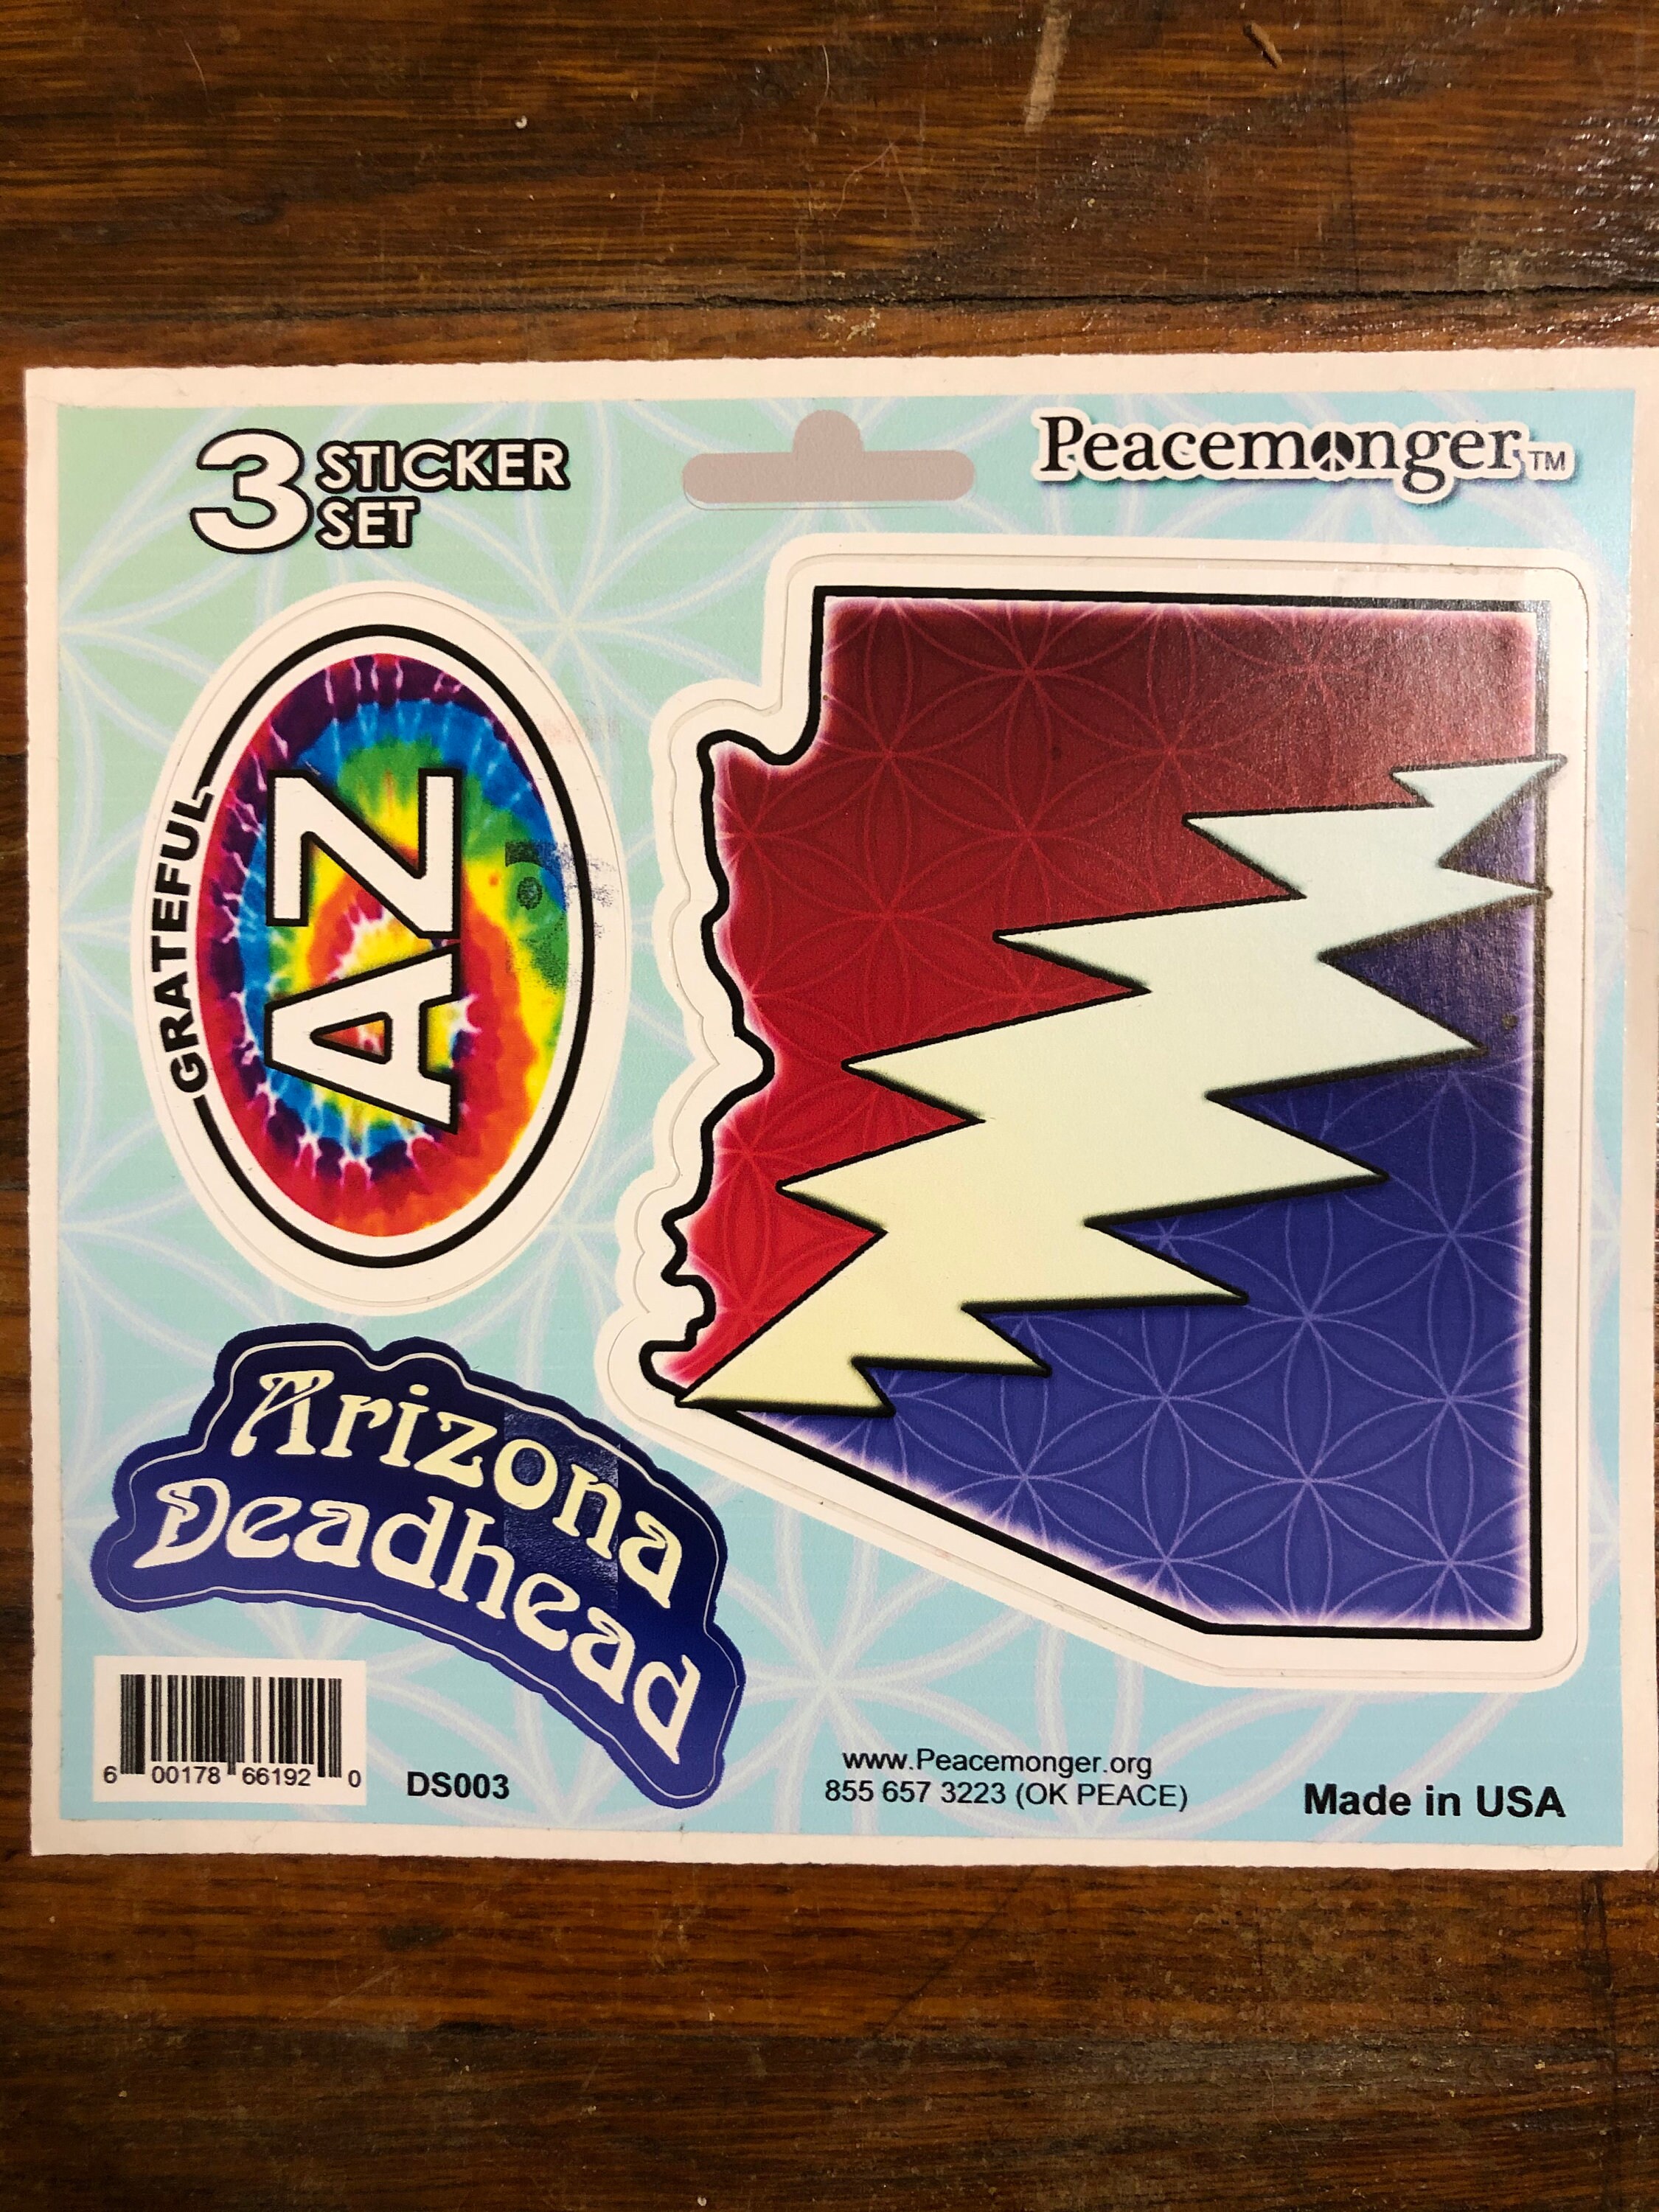 3 STICKER
SET
Peacemonger™
GRATEFUL
AZ
Arizona
Deadhead
6 00178 66192 0
DS003
www.Peacemonger.org
855 657 3223 (OK PEACE)
Made in USA